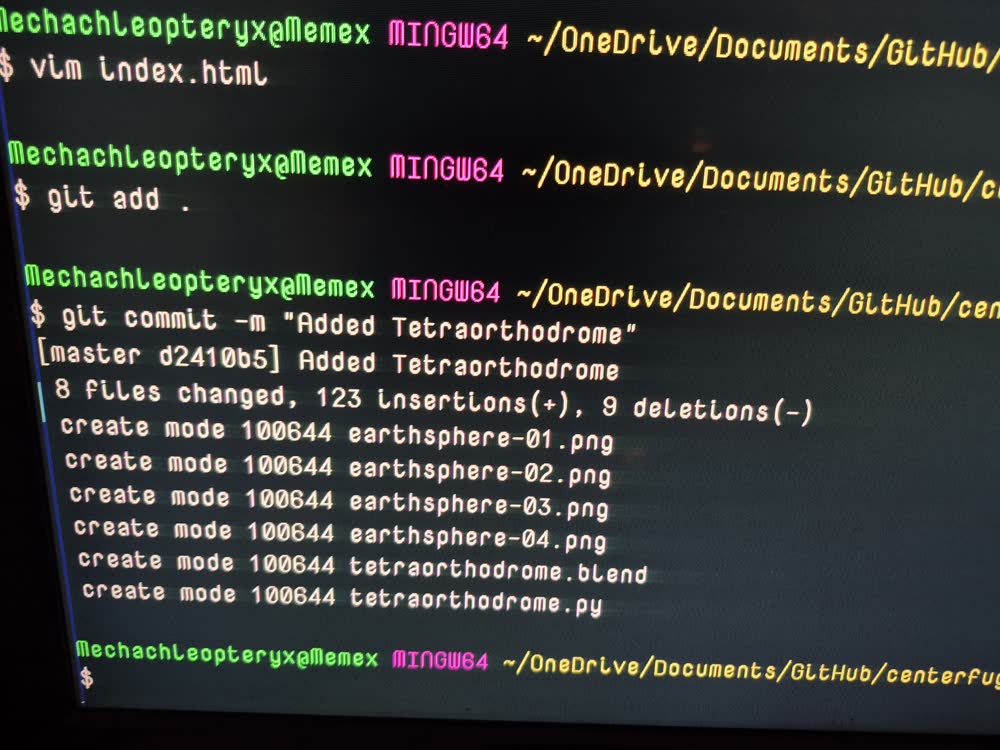 MechachLeopteryx@Memex MINGW64 ~/OneDrive/Documents/GitHub/
$ vim index.html
MechachLeopteryx@Memex MINGW64 ~/OneDrive/Documents/GitHub/c
$ git add .
MechachLeopteryx@Memex MINGW64 ~/OneDrive/Documents/GitHub/cen
$ git commit -m "Added Tetraorthodrome"
[master d2410b5] Added Tetraorthodrome
8 files changed, 123 insertions(+), 9 deletions(-)
create mode 100644 earthsphere-01.png
create mode 100644 earthsphere-02.png
create mode 100644 earthsphere-03.png
create mode 100644 earthsphere-04.png
create mode 100644 tetraorthodrome.blend
create mode 100644 tetraorthodrome.py
MechachLeopteryx@Memex MINGW64 ~/OneDrive/Documents/GitHub/centerfug
$